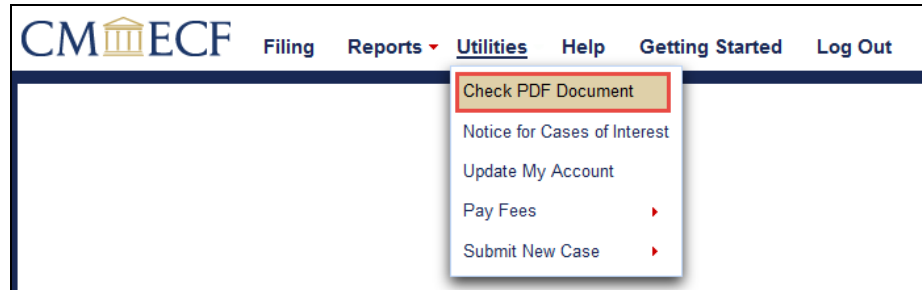 CM ECF Filing Reports Utilities Help Getting Started Log Out
Check PDF Document
Notice for Cases of Interest
Update My Account
Pay Fees
Submit New Case